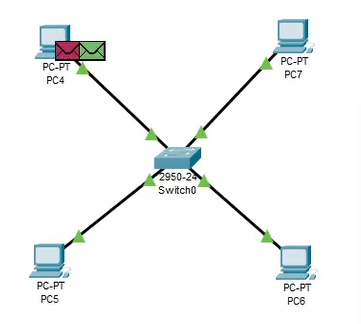 PC-PT
PC4
PC-PT
PC7
2950-24
Switch0
PC-PT
PC5
PC-PT
PC6